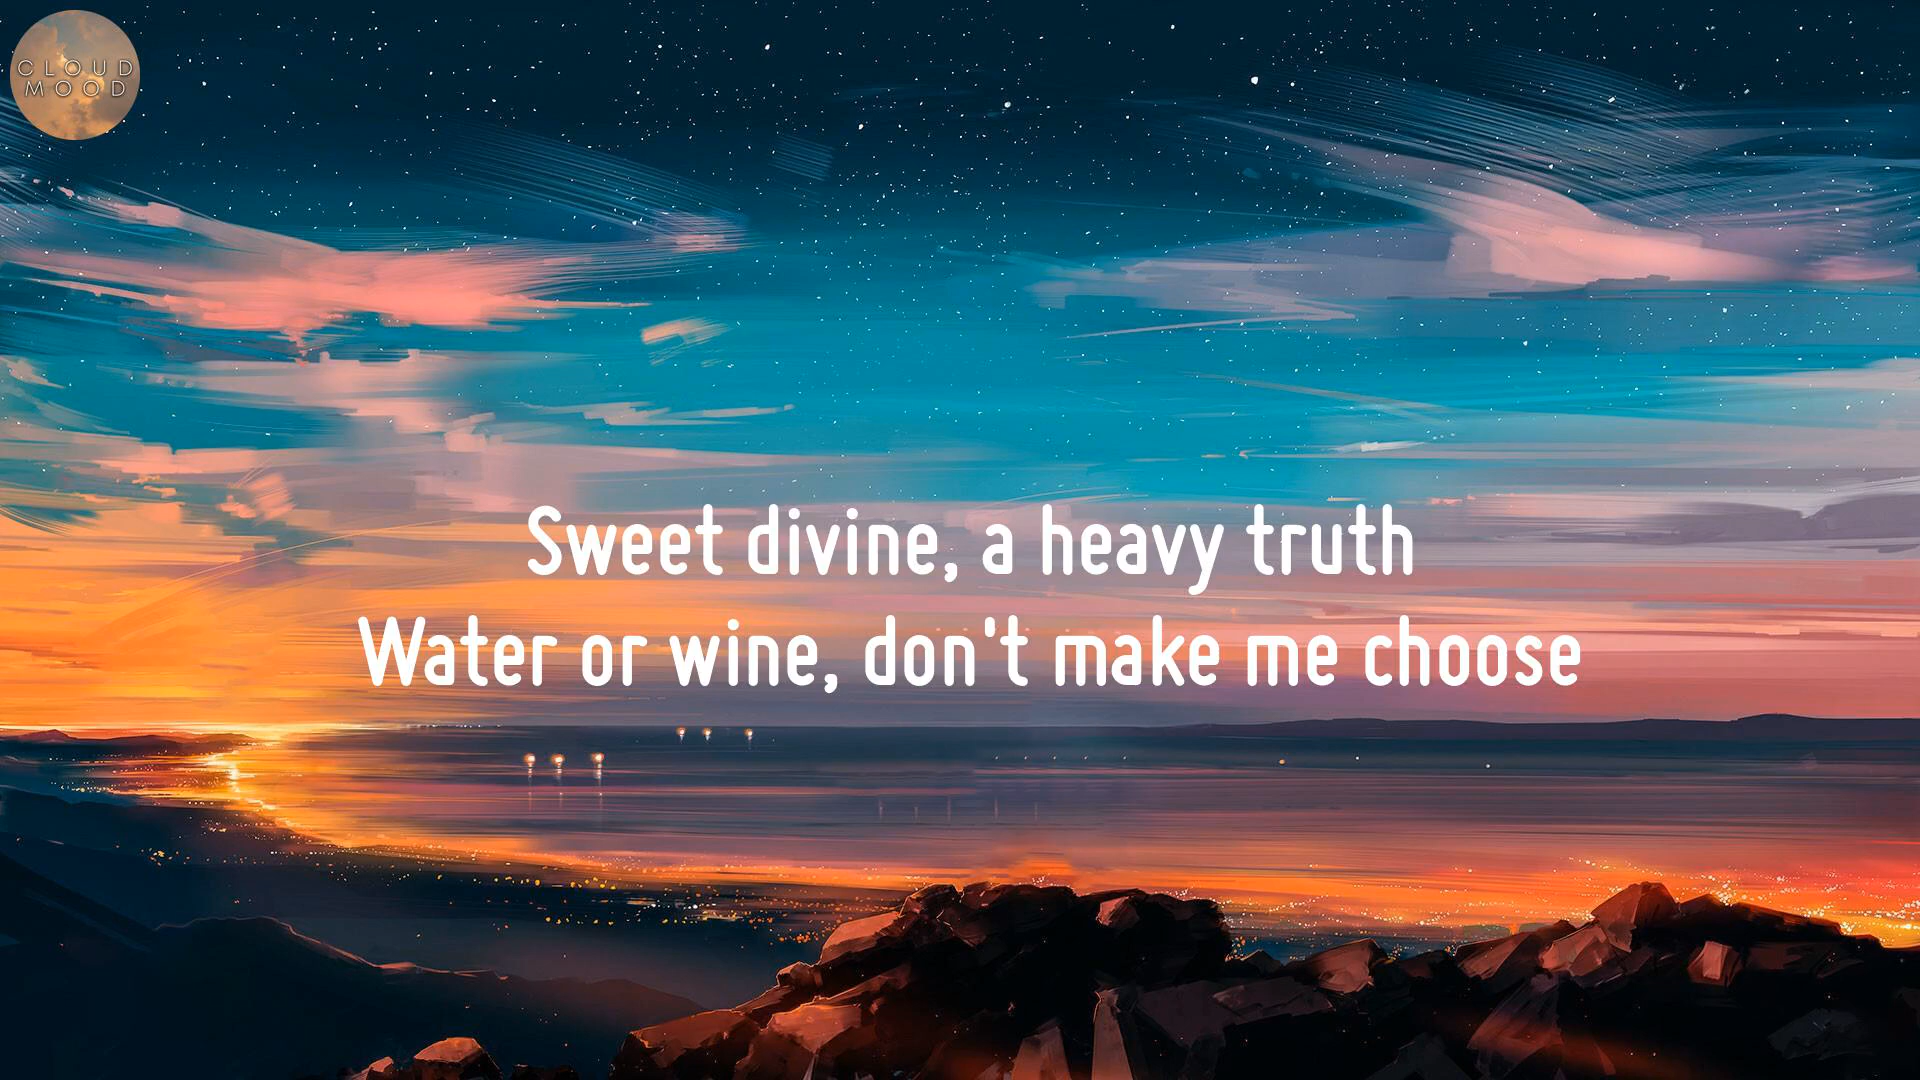 CLOUD
MOOD
Sweet divine, a heavy truth
Water or wine, don't make me choose